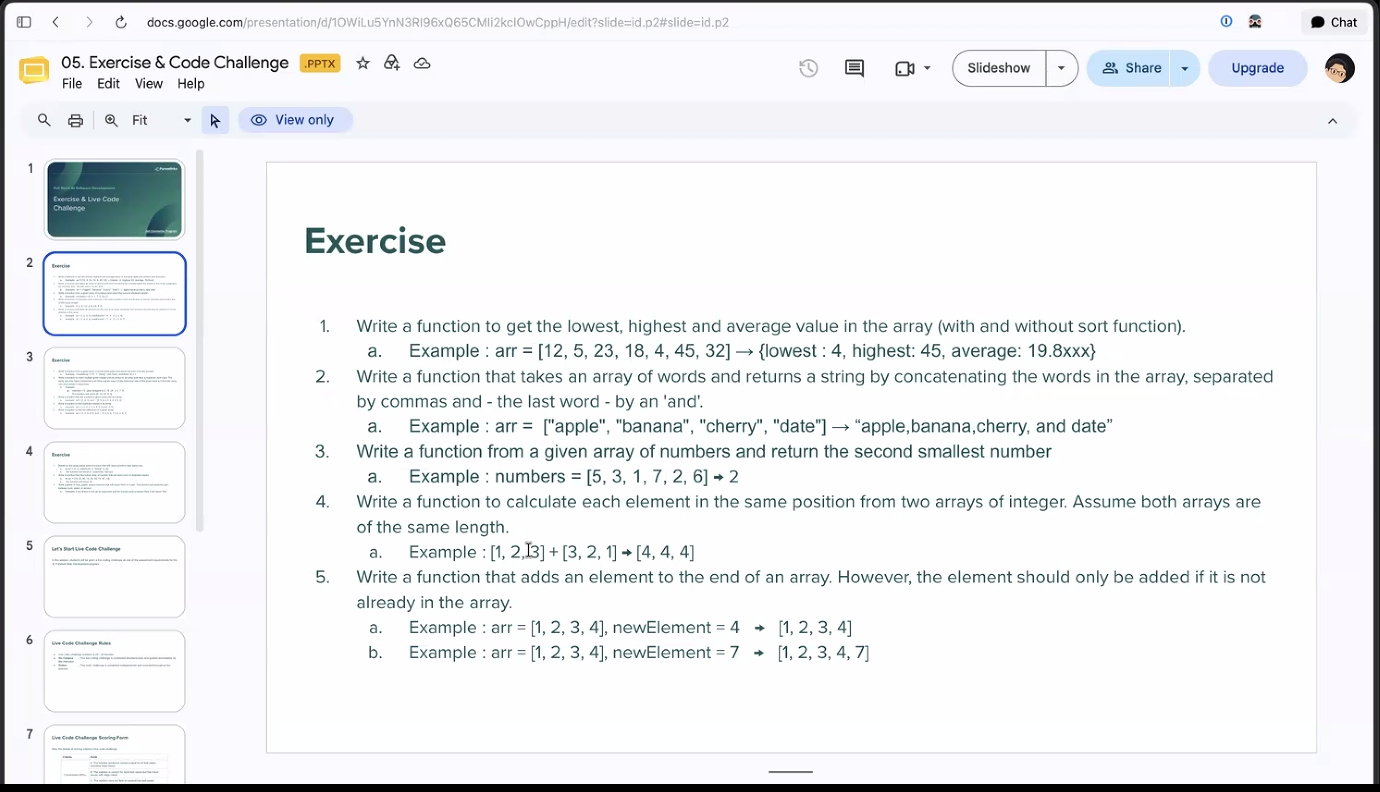 docs.google.com/presentation/d/1OWiLu5YnN3RI96xQ65CMIi2kcIOwCppH/edit?slide=id.p2#slide=id.p2
Chat
05. Exercise & Code Challenge .PPTX
File Edit View Help
Slideshow
Share
Upgrade
Fit
View only
1
Exercise & Live Code
Challenge
2
Exercise
3
Exercise
4
Exercise
5
Let's Start Live Code Challenge
6
Live Code Challenge Rules
7
Live Code Challenge Scoring Form
Exercise
1. Write a function to get the lowest, highest and average value in the array (with and without sort function).
a. Example : arr = [12, 5, 23, 18, 4, 45, 32] → {lowest : 4, highest: 45, average: 19.8xxx}
2. Write a function that takes an array of words and returns a string by concatenating the words in the array, separated
by commas and - the last word - by an 'and'.
a. Example : arr = ["apple", "banana", "cherry", "date"] → “apple,banana,cherry, and date”
3. Write a function from a given array of numbers and return the second smallest number
a. Example : numbers = [5, 3, 1, 7, 2, 6] → 2
4. Write a function to calculate each element in the same position from two arrays of integer. Assume both arrays are
of the same length.
a. Example : [1, 2, 3] + [3, 2, 1] → [4, 4, 4]
5. Write a function that adds an element to the end of an array. However, the element should only be added if it is not
already in the array.
a. Example : arr = [1, 2, 3, 4], newElement = 4 → [1, 2, 3, 4]
b. Example : arr = [1, 2, 3, 4], newElement = 7 → [1, 2, 3, 4, 7]